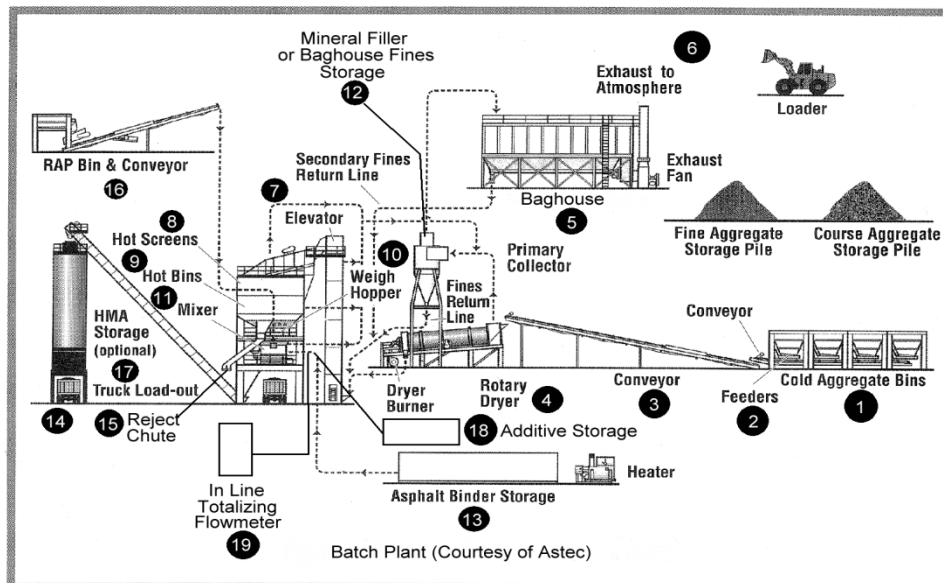 Mineral Filler
or Baghouse Fines
Storage
12
6
Exhaust to
Atmosphere
Loader
RAP Bin & Conveyor
16
Secondary Fines
Return Line
Exhaust
Fan
Baghouse
5
7
Elevator
8
Hot Screens
9
Hot Bins
11
Mixer
10
Weigh
Hopper
Primary
Collector
Fines
Return
Line
Fine Aggregate
Storage Pile
Course Aggregate
Storage Pile
HMA
Storage
(optional)
17
Truck Load-out
14
15
Reject
Chute
Dryer
Burner
Rotary
Dryer
4
Conveyor
3
Conveyor
Feeders
2
Cold Aggregate Bins
1
18
Additive Storage
In Line
Totalizing
Flowmeter
19
Asphalt Binder Storage
13
Heater
Batch Plant (Courtesy of Astec)